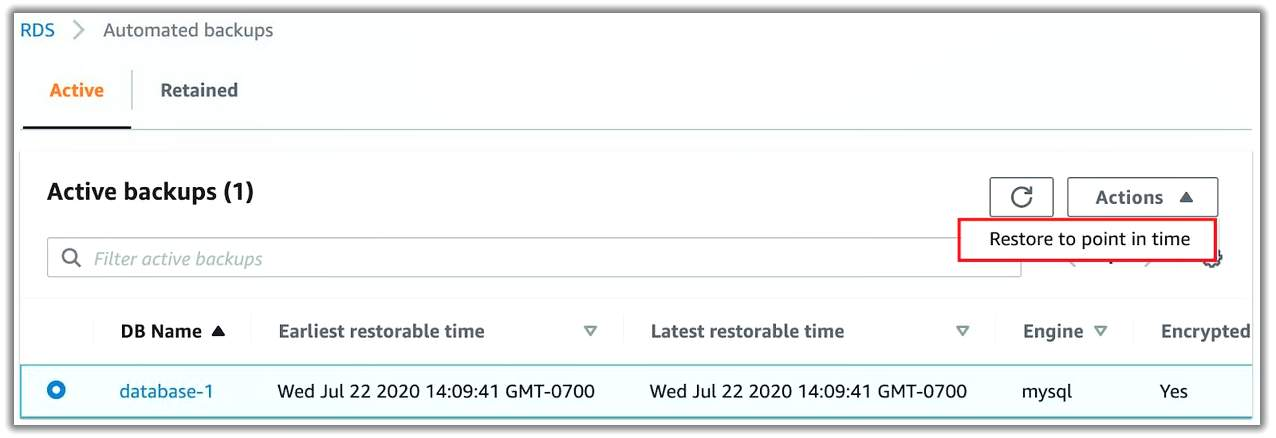 RDS > Automated backups
Active Retained
Active backups (1)
Actions
Restore to point in time
Filter active backups
DB Name Earliest restorable time Latest restorable time Engine Encrypted
database-1 Wed Jul 22 2020 14:09:41 GMT-0700 Wed Jul 22 2020 14:09:41 GMT-0700 mysql Yes